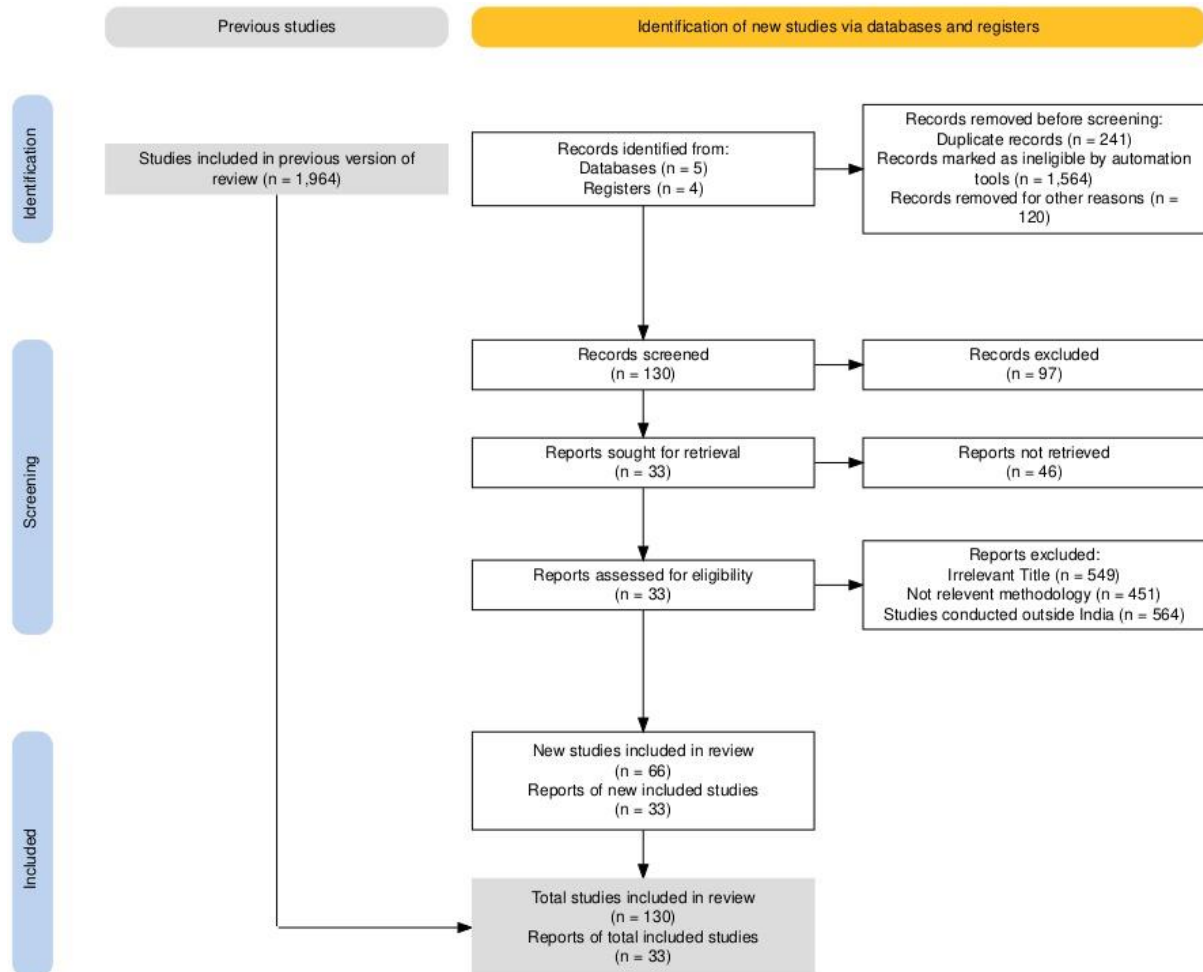 Previous studies
Identification of new studies via databases and registers
Identification
Studies included in previous version of
review (n = 1,964)
Records identified from:
Databases (n = 5)
Registers (n = 4)
Records removed before screening:
Duplicate records (n = 241)
Records marked as ineligible by automation
tools (n = 1,564)
Records removed for other reasons (n =
120)
Screening
Records screened
(n = 130)
Records excluded
(n = 97)
Reports sought for retrieval
(n = 33)
Reports not retrieved
(n = 46)
Reports assessed for eligibility
(n = 33)
Reports excluded:
Irrelevant Title (n = 549)
Not relevant methodology (n = 451)
Studies conducted outside India (n = 564)
Included
New studies included in review
(n = 66)
Reports of new included studies
(n = 33)
Total studies included in review
(n = 130)
Reports of total included studies
(n = 33)